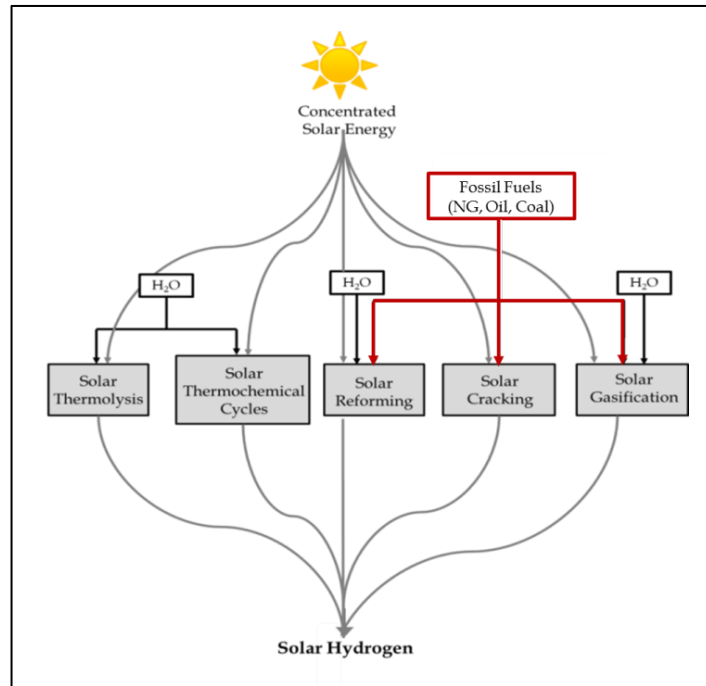 Concentrated
Solar Energy
Fossil Fuels
(NG, Oil, Coal)
H₂O
H₂O
H₂O
Solar
Thermolysis
Solar
Thermochemical
Cycles
Solar
Reforming
Solar
Cracking
Solar
Gasification
Solar Hydrogen